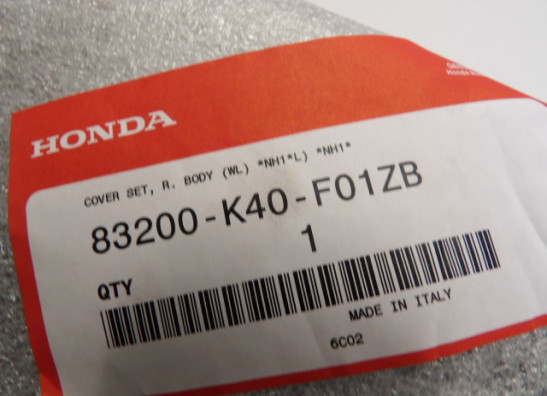 HONDA
COVER SET, R. BODY (WL) *NH1*L) *NH1*
83200-K40-F01ZB
1
QTY
MADE IN ITALY
6C02